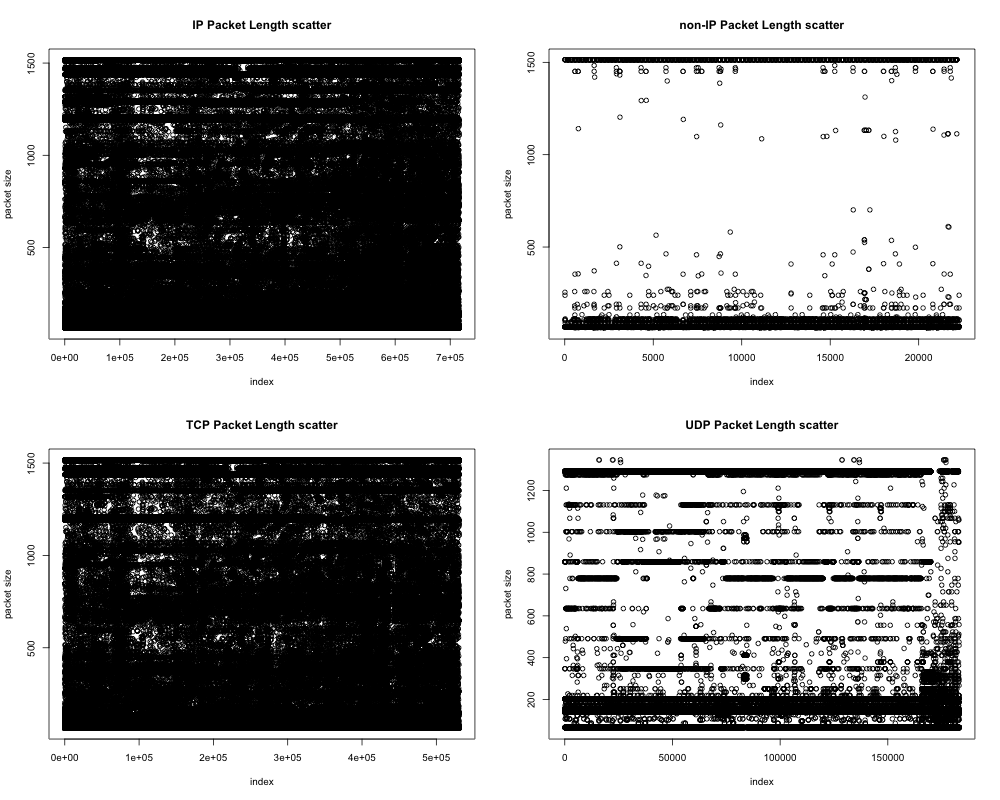 IP Packet Length scatter
packet size
500
1000
1500
0e+00 1e+05 2e+05 3e+05 4e+05 5e+05 6e+05 7e+05
index
non-IP Packet Length scatter
packet size
500
1000
1500
0 5000 10000 15000 20000
index
TCP Packet Length scatter
packet size
500
1000
1500
0e+00 1e+05 2e+05 3e+05 4e+05 5e+05
index
UDP Packet Length scatter
packet size
200
400
600
800
1000
1200
0 50000 100000 150000
index